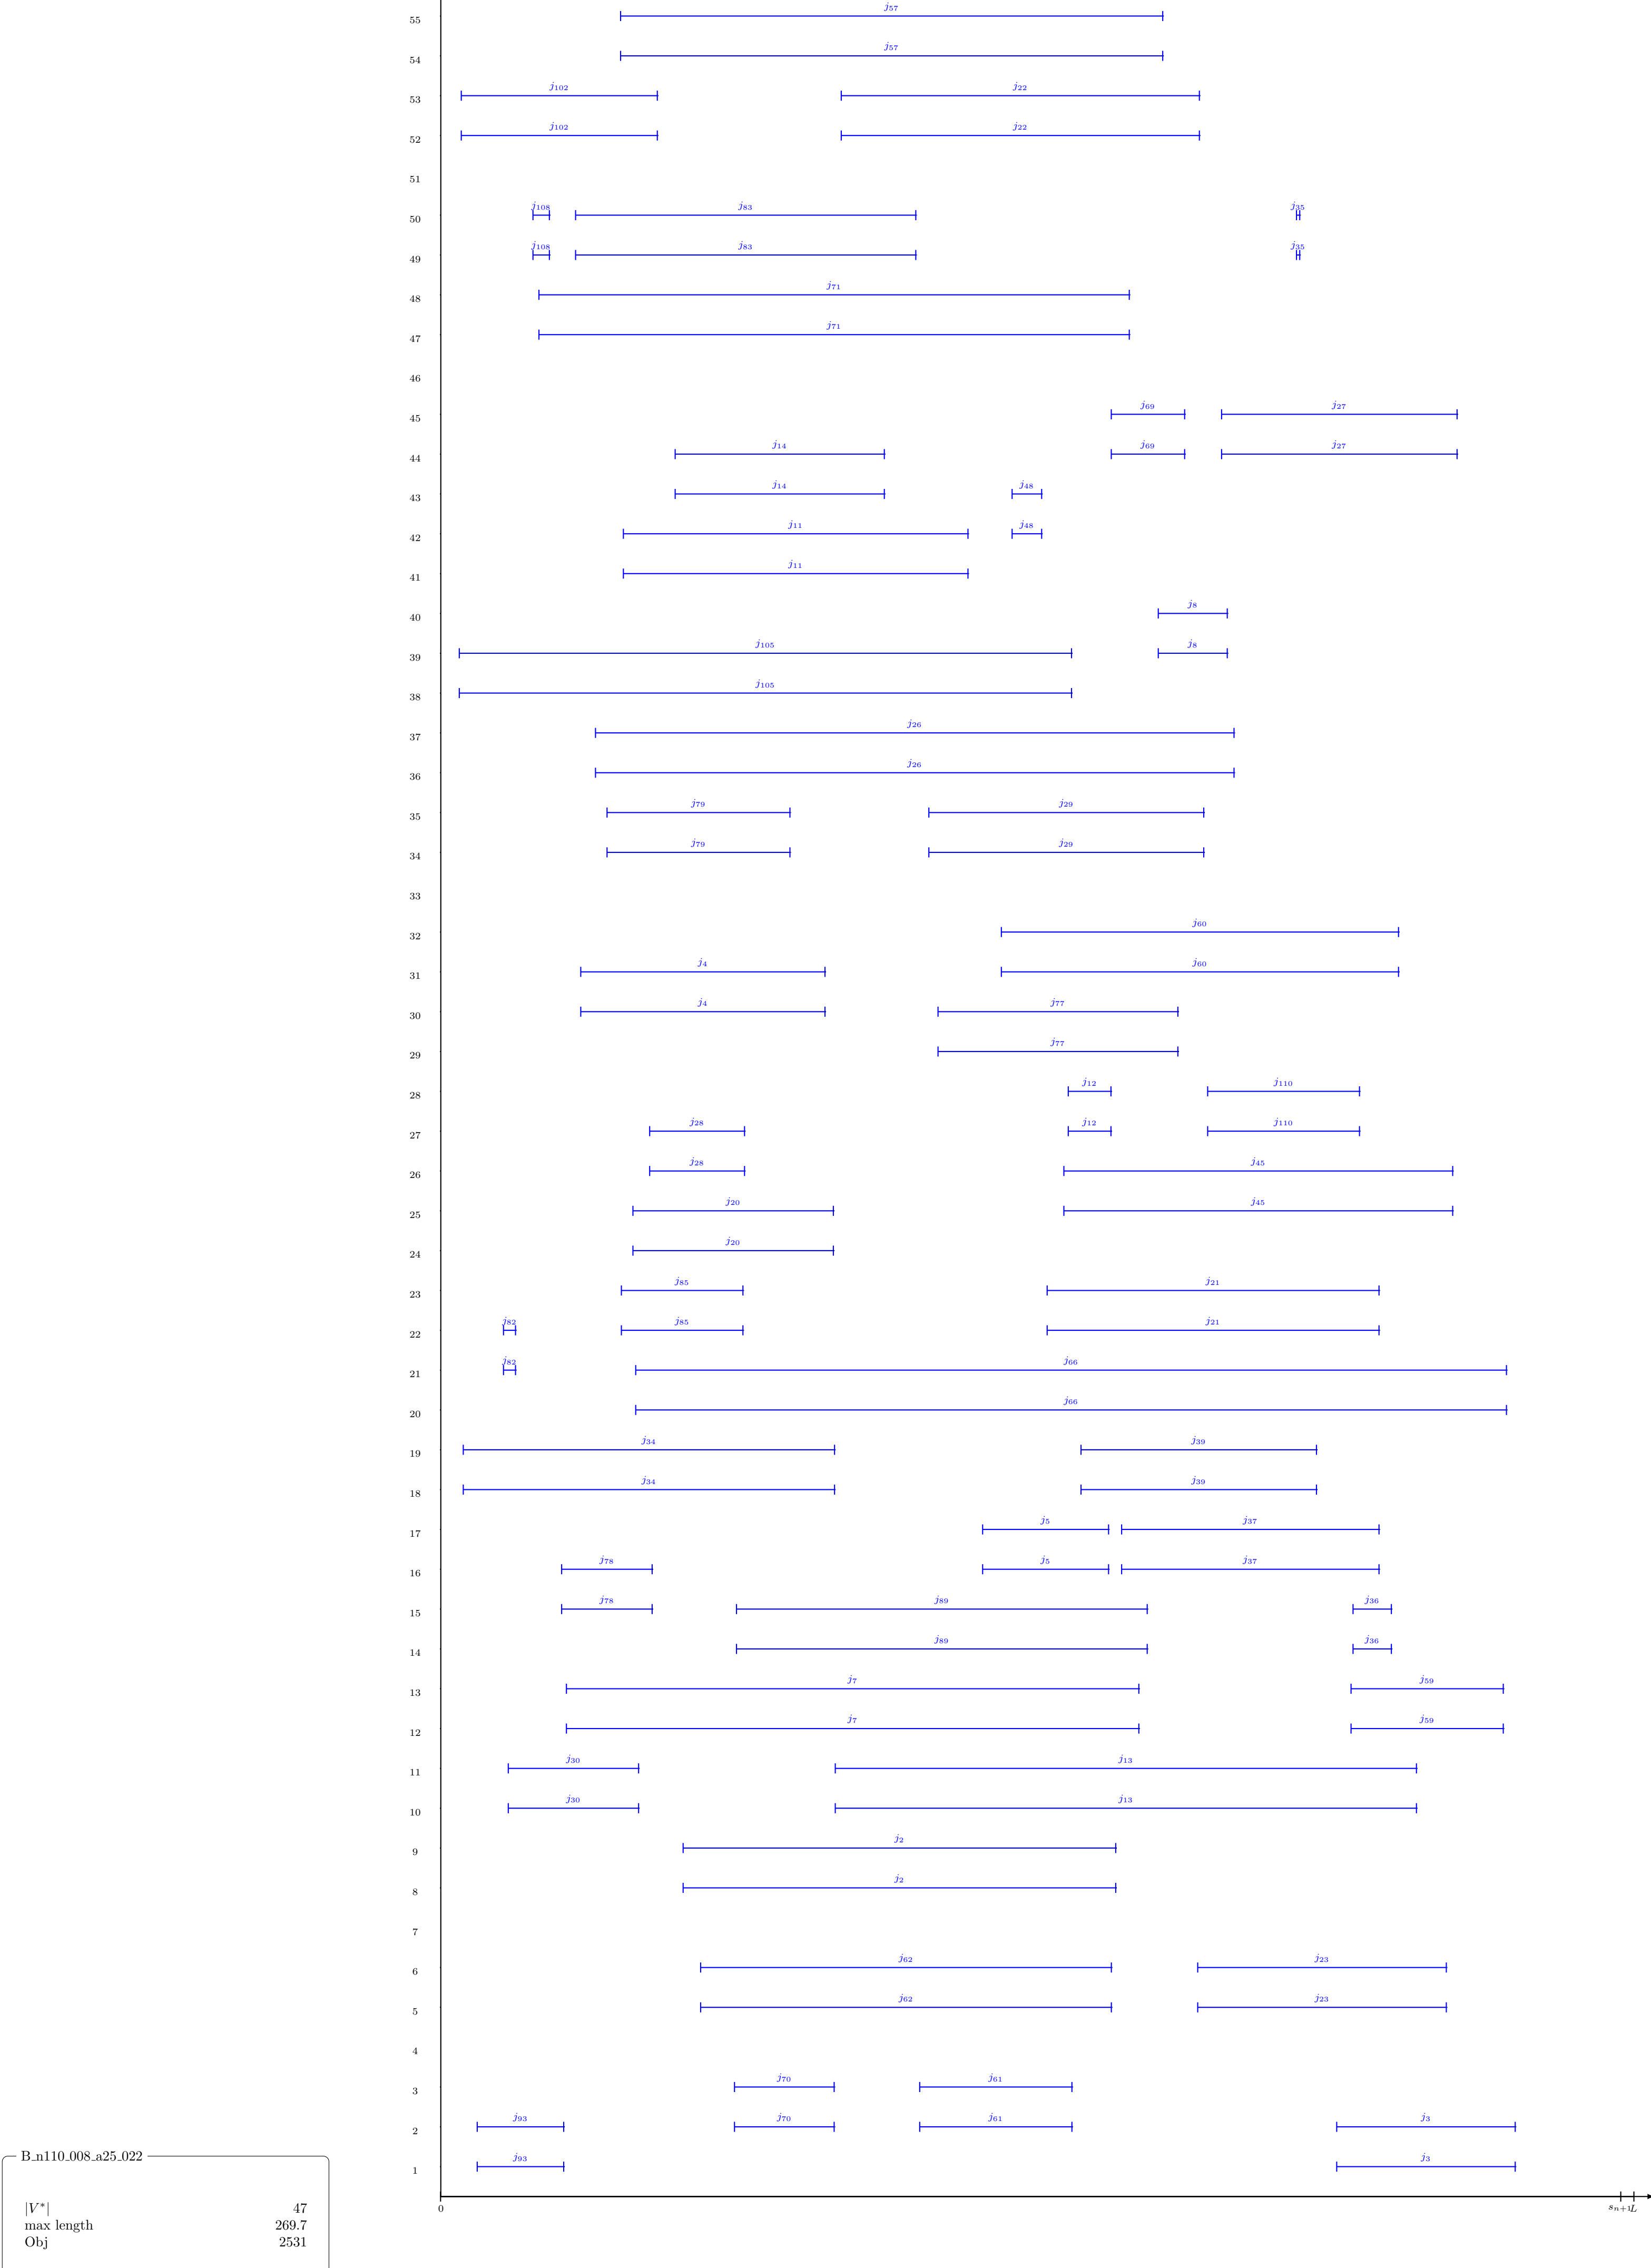 j57
55
j57
54
j102 j22
53
j102 j22
52
51
j108 j83 j35
50
j108 j83 j35
49
j71
48
j71
47
46
j69 j27
45
j14 j69 j27
44
j14 j48
43
j11 j48
42
j11
41
j8
40
j105 j8
39
j105
38
j26
37
j26
36
j79 j29
35
j79 j29
34
33
j60
32
j4 j60
31
j4 j77
30
j77
29
j12 j110
28
j28 j12 j110
27
j28 j45
26
j20 j45
25
j20
24
j85 j21
23
j82 j85 j21
22
j82 j66
21
j66
20
j34 j39
19
j34 j39
18
j5 j37
17
j78 j5 j37
16
j78 j89 j36
15
j89 j36
14
j7 j59
13
j7 j59
12
j30 j13
11
j30 j13
10
j2
9
j2
8
7
j62 j23
6
j62 j23
5
4
j70 j61
3
j93 j70 j61 j3
2
j93 j3
1
0 sn+1 L
B_n110_008_a25_022
|V*| 47
max length 269.7
Obj 2531